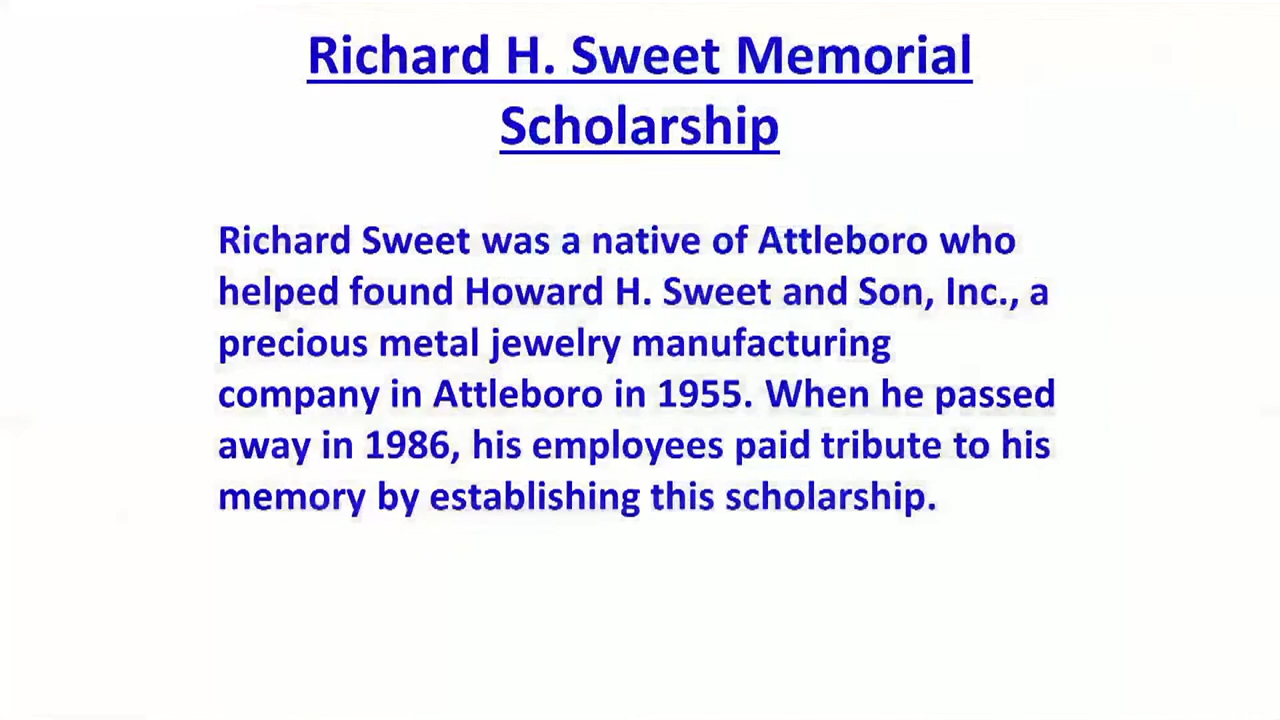 Richard H. Sweet Memorial
Scholarship
Richard Sweet was a native of Attleboro who
helped found Howard H. Sweet and Son, Inc., a
precious metal jewelry manufacturing
company in Attleboro in 1955. When he passed
away in 1986, his employees paid tribute to his
memory by establishing this scholarship.